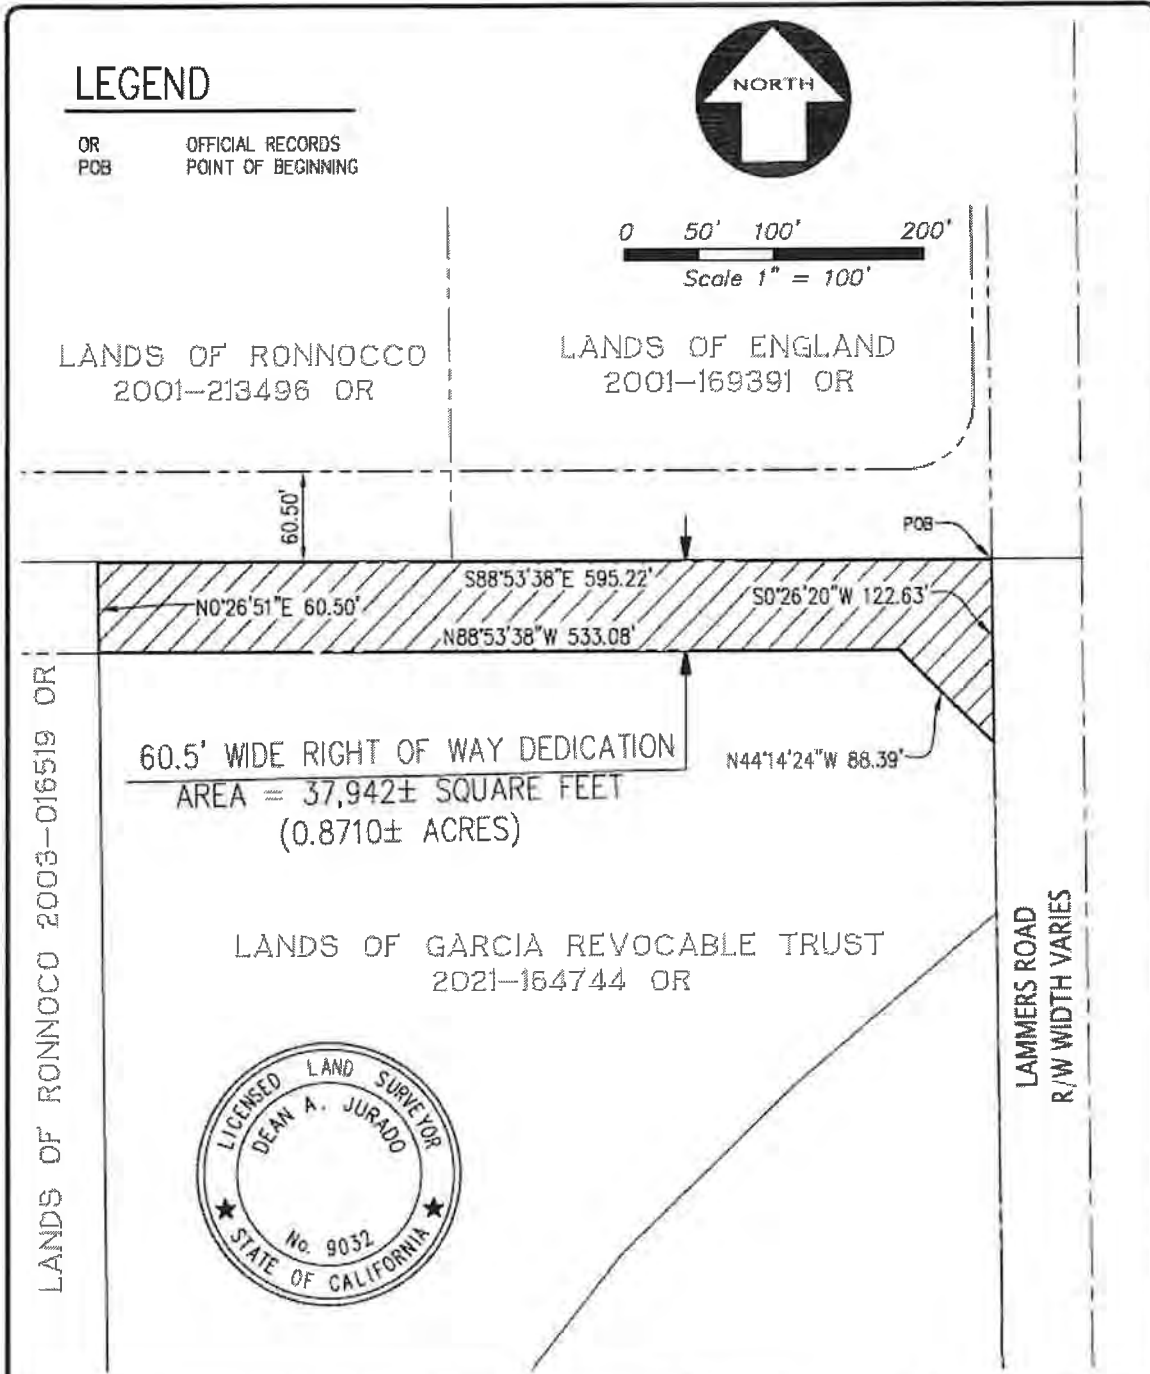 LEGEND
OR OFFICIAL RECORDS
POB POINT OF BEGINNING
NORTH
0 50' 100' 200'
Scale 1" = 100'
LANDS OF RONNOCCO
2001-213496 OR
LANDS OF ENGLAND
2001-169391 OR
60.50'
POB
S88°53'38"E 595.22'
N0°26'51"E 60.50'
S0°26'20"W 122.63'
N88°53'38"W 533.08'
N44°14'24"W 88.39'
60.5' WIDE RIGHT OF WAY DEDICATION
AREA = 37,942± SQUARE FEET
(0.8710± ACRES)
LANDS OF RONNOCO 2003-016519 OR
LANDS OF GARCIA REVOCABLE TRUST
2021-164744 OR
LAMMERS ROAD
R/W WIDTH VARIES
LICENSED LAND SURVEYOR
DEAN A. JURADO
No. 9032
STATE OF CALIFORNIA